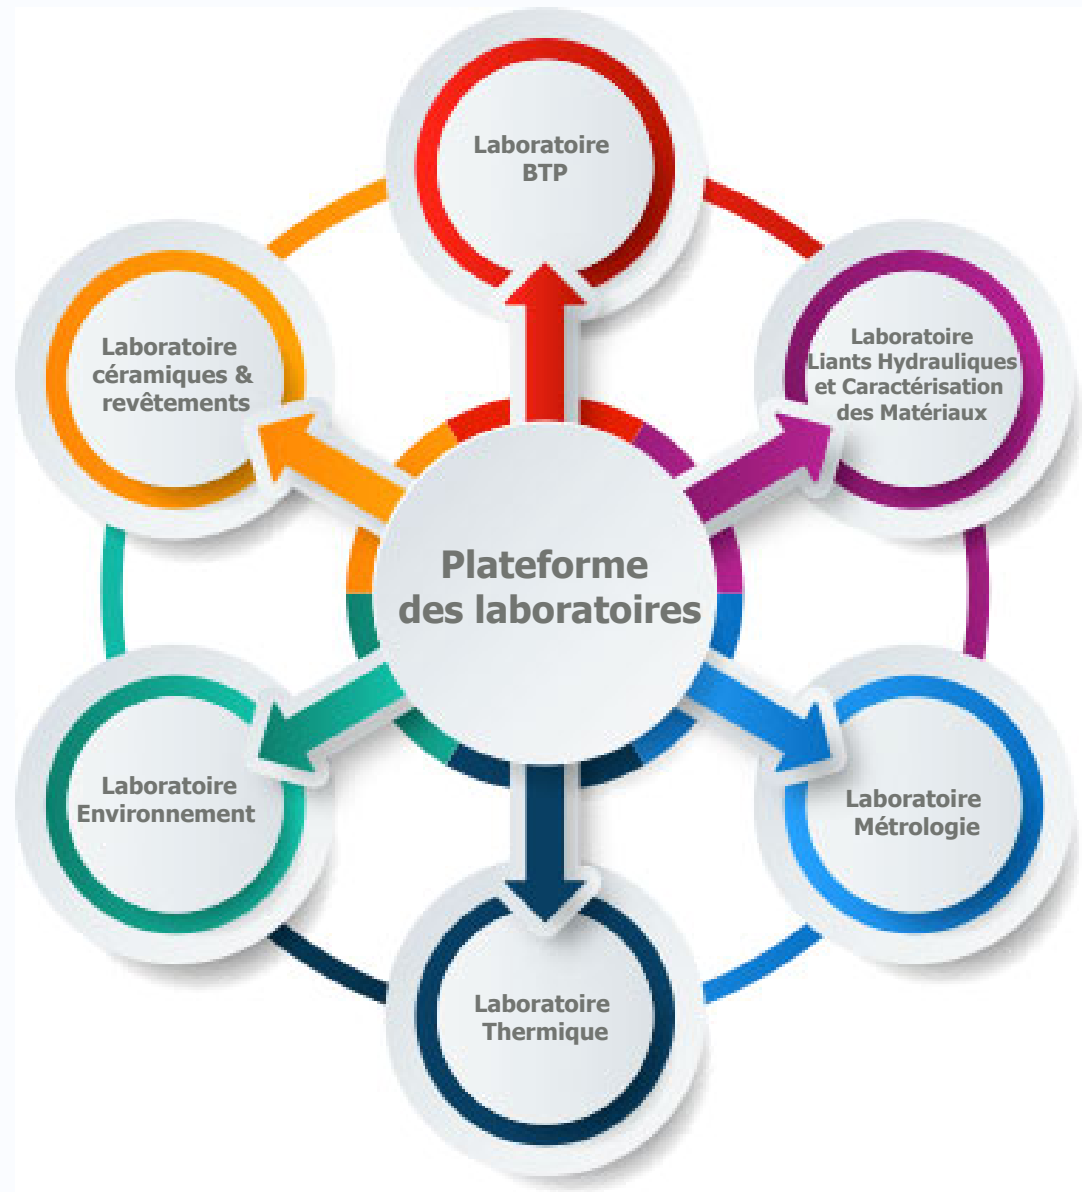 Laboratoire
BTP
Laboratoire
Liants Hydrauliques
et Caractérisation
des Matériaux
Laboratoire
céramiques &
revêtements
Plateforme
des laboratoires
Laboratoire
Environnement
Laboratoire
Métrologie
Laboratoire
Thermique